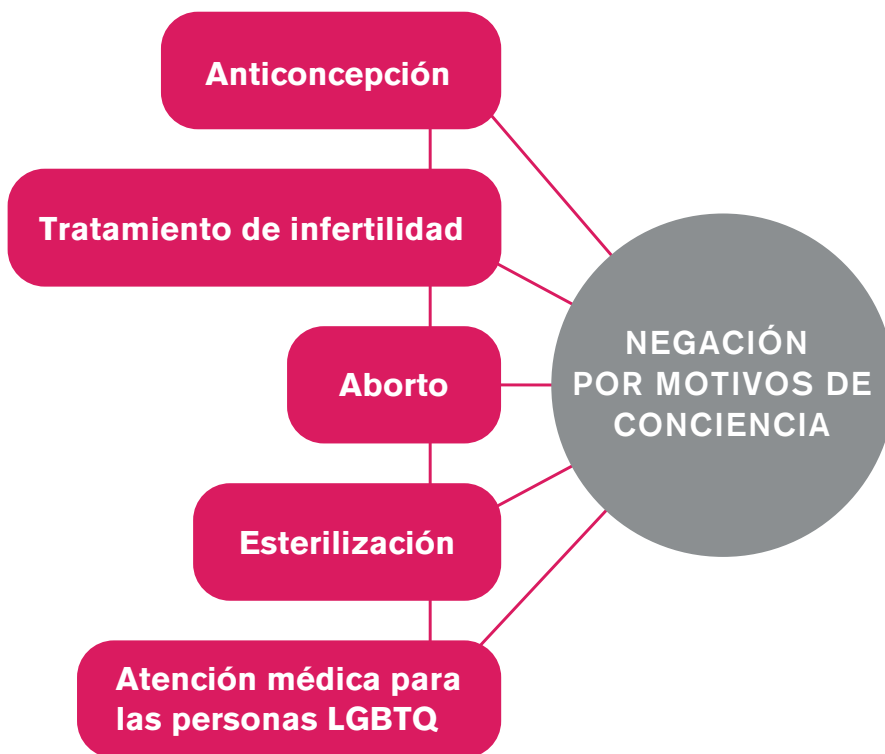 Anticoncepción
Tratamiento de infertilidad
Aborto
Esterilización
Atención médica para
las personas LGBTQ
NEGACIÓN
POR MOTIVOS DE
CONCIENCIA